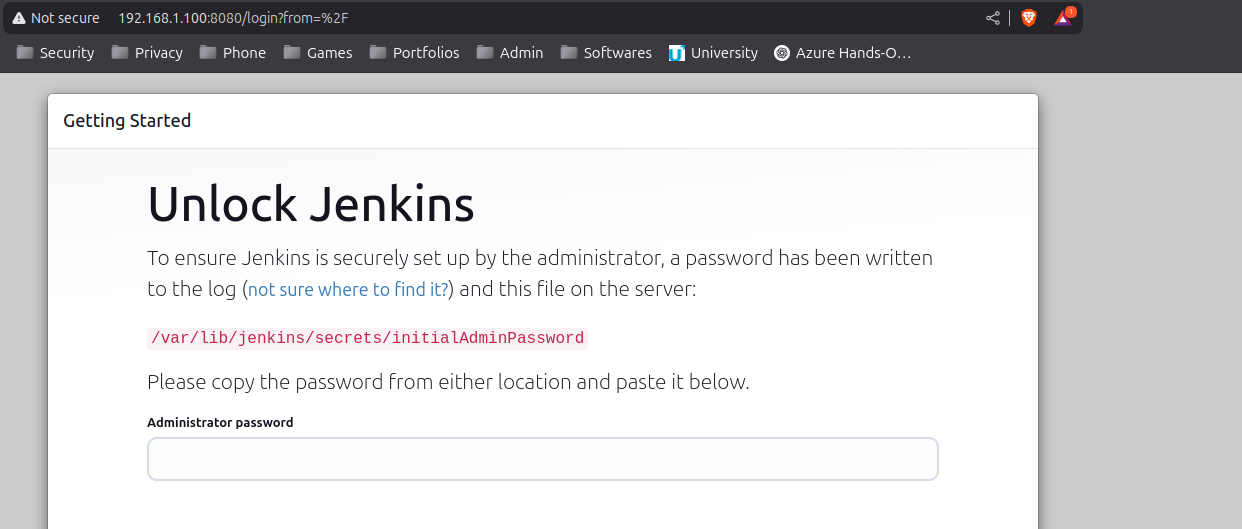 Not secure 192.168.1.100:8080/login?from=%2F 1
Security Privacy Phone Games Portfolios Admin Softwares University Azure Hands-O…
Getting Started
Unlock Jenkins
To ensure Jenkins is securely set up by the administrator, a password has been written
to the log (not sure where to find it?) and this file on the server:
/var/lib/jenkins/secrets/initialAdminPassword
Please copy the password from either location and paste it below.
Administrator password